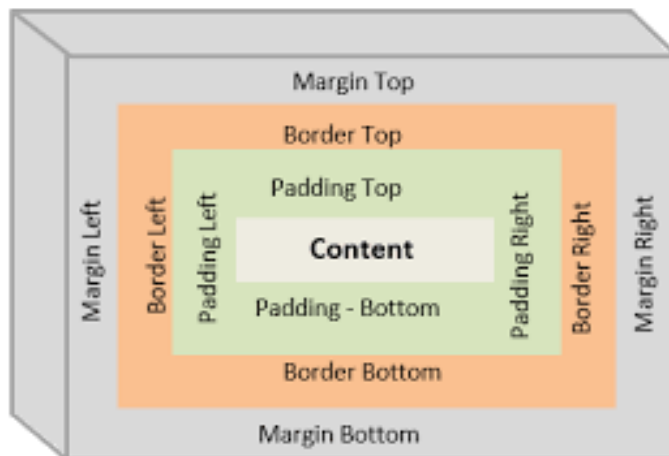 Margin Top
Border Top
Padding Top
Margin Left
Border Left
Padding Left
Content
Padding Right
Border Right
Margin Right
Padding - Bottom
Border Bottom
Margin Bottom